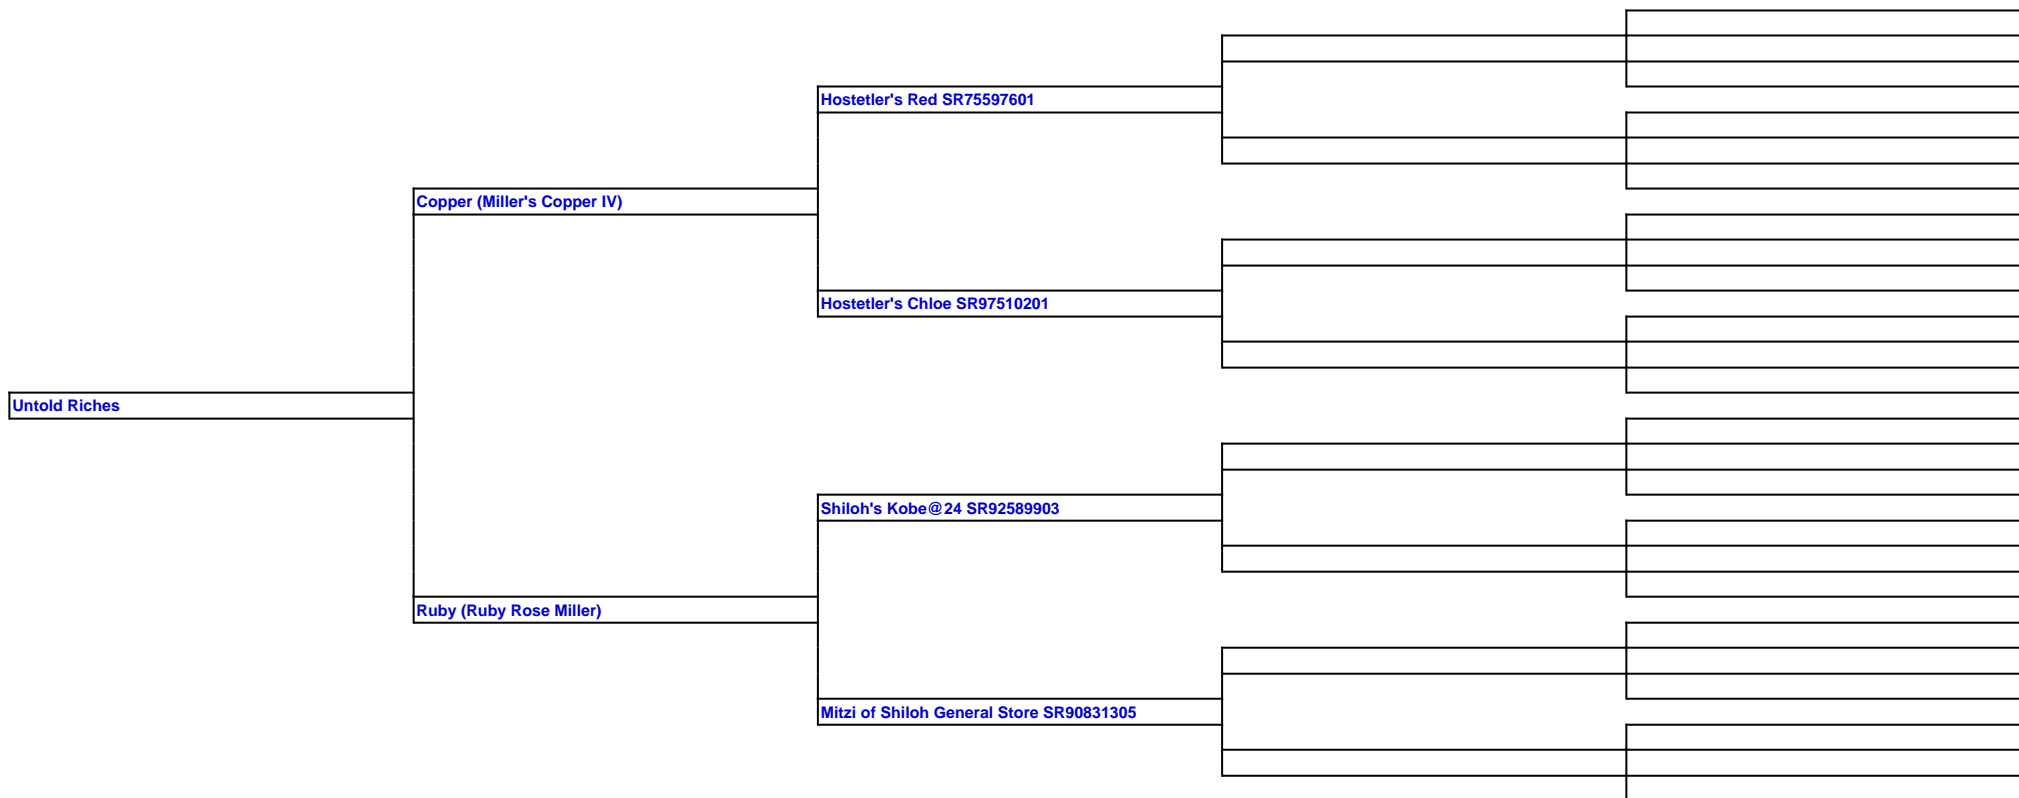 Hostetler's Red SR75597601
Copper (Miller's Copper IV)
Hostetler's Chloe SR97510201
Untold Riches
Shiloh's Kobe@24 SR92589903
Ruby (Ruby Rose Miller)
Mitzi of Shiloh General Store SR90831305